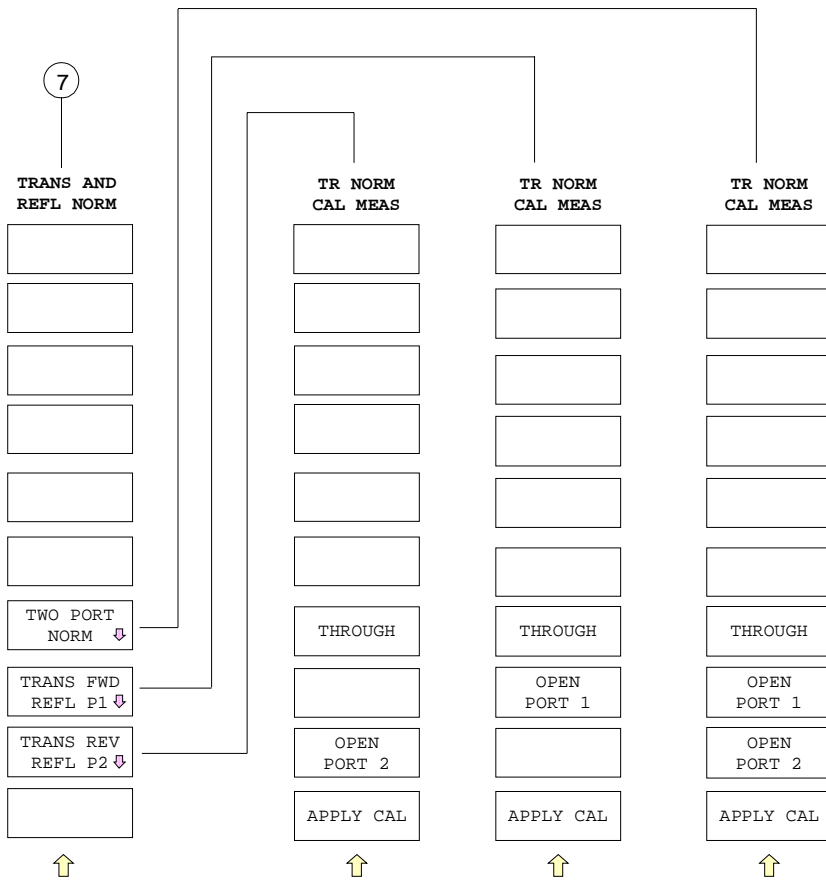 7
TRANS AND
REFL NORM
TWO PORT
NORM
TRANS FWD
REFL P1
TRANS REV
REFL P2
TR NORM
CAL MEAS
THROUGH
OPEN
PORT 2
APPLY CAL
TR NORM
CAL MEAS
THROUGH
OPEN
PORT 1
APPLY CAL
TR NORM
CAL MEAS
THROUGH
OPEN
PORT 1
OPEN
PORT 2
APPLY CAL